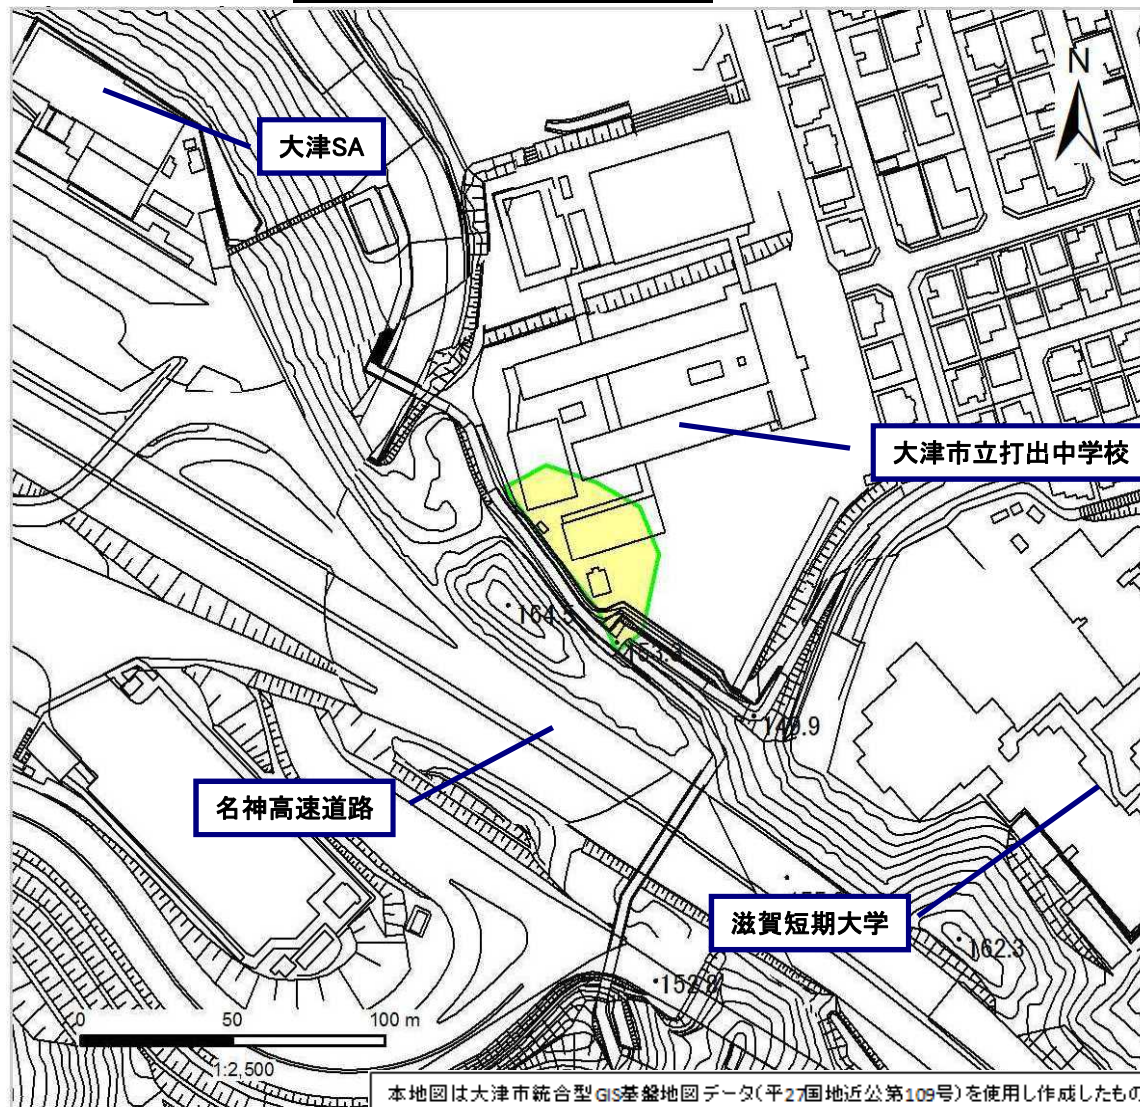 N
大津SA
大津市立打出中学校
164.5
149.9
名神高速道路
滋賀短期大学
162.3
0 50 100 m
1:2,500
本地図は大津市統合型GIS基盤地図データ(平27国地近公第109号)を使用し作成したもの